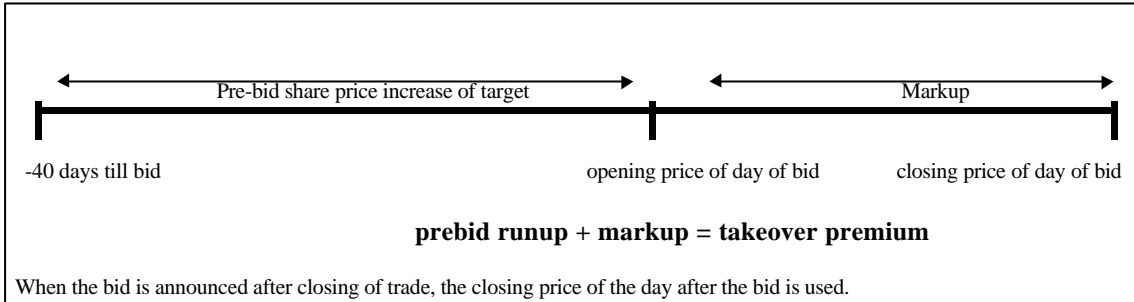 Pre-bid share price increase of target Markup
-40 days till bid opening price of day of bid closing price of day of bid
prebid runup + markup = takeover premium
When the bid is announced after closing of trade, the closing price of the day after the bid is used.